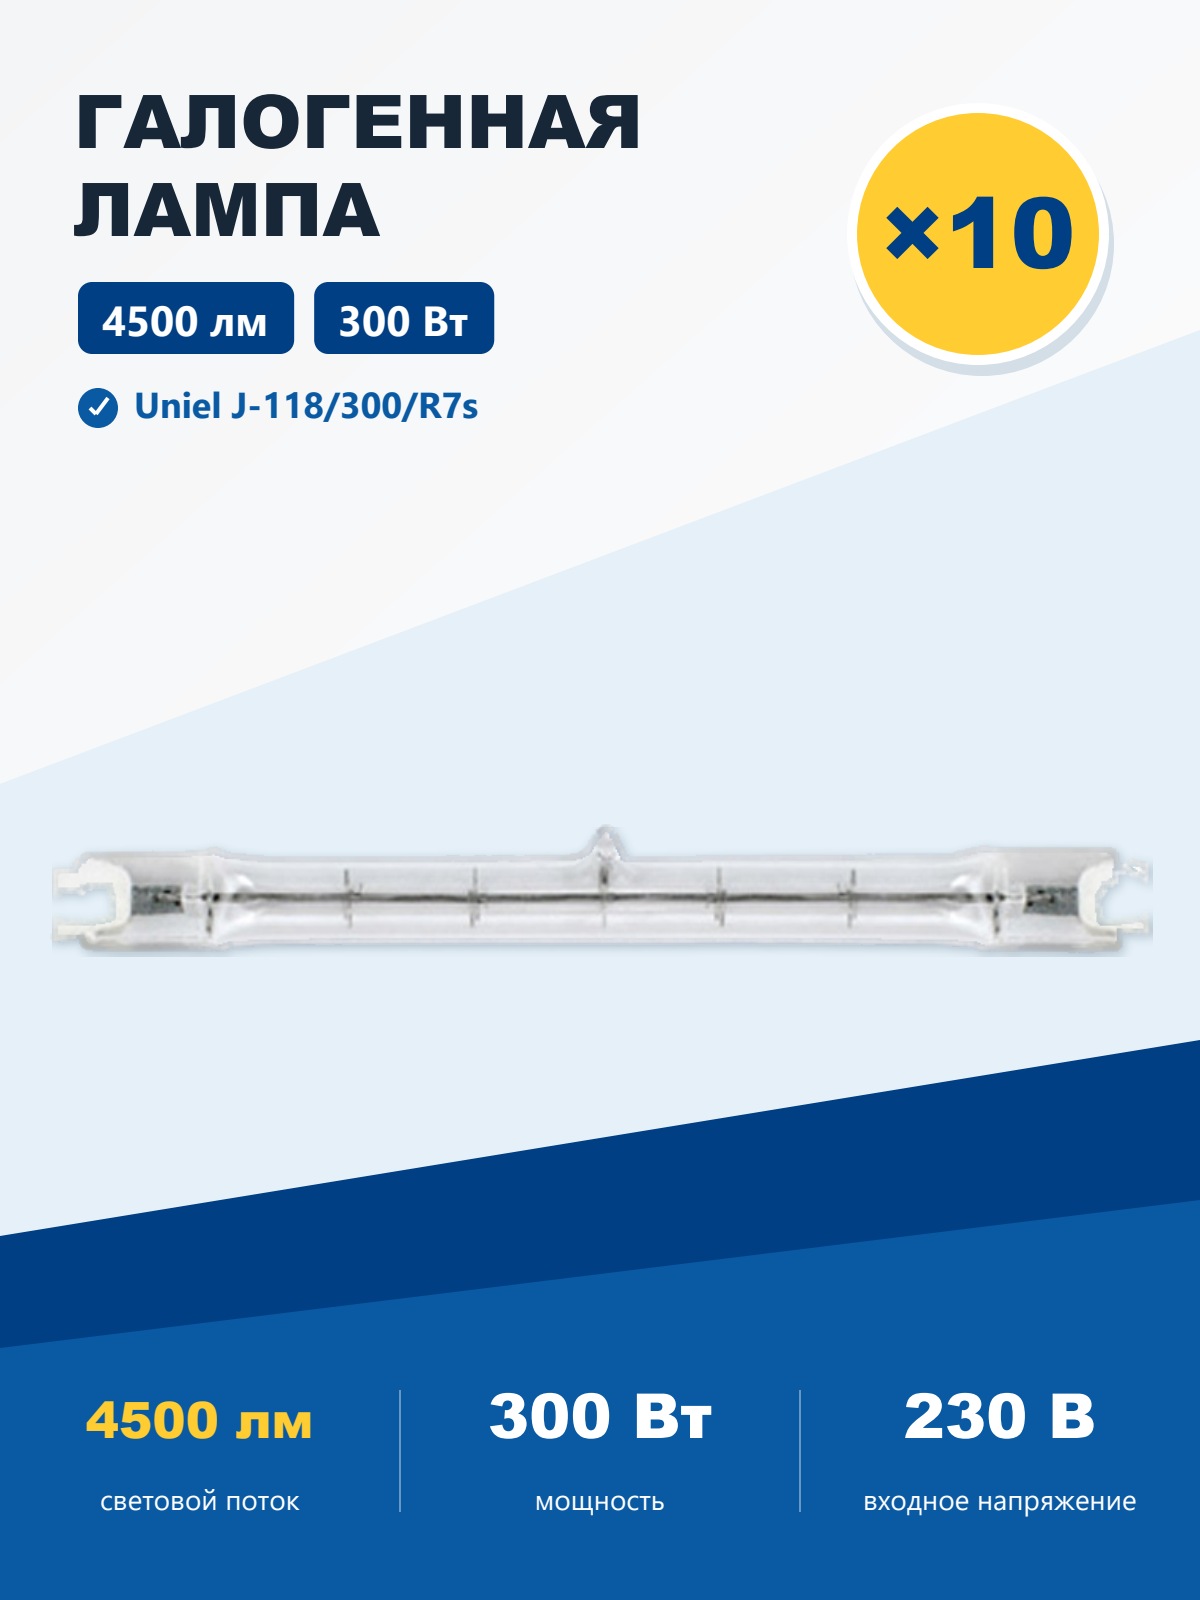 ГАЛОГЕННАЯ
ЛАМПА
×10
4500 лм
300 Вт
Uniel J-118/300/R7s
4500 лм
300 Вт
230 В
световой поток
мощность
входное напряжение